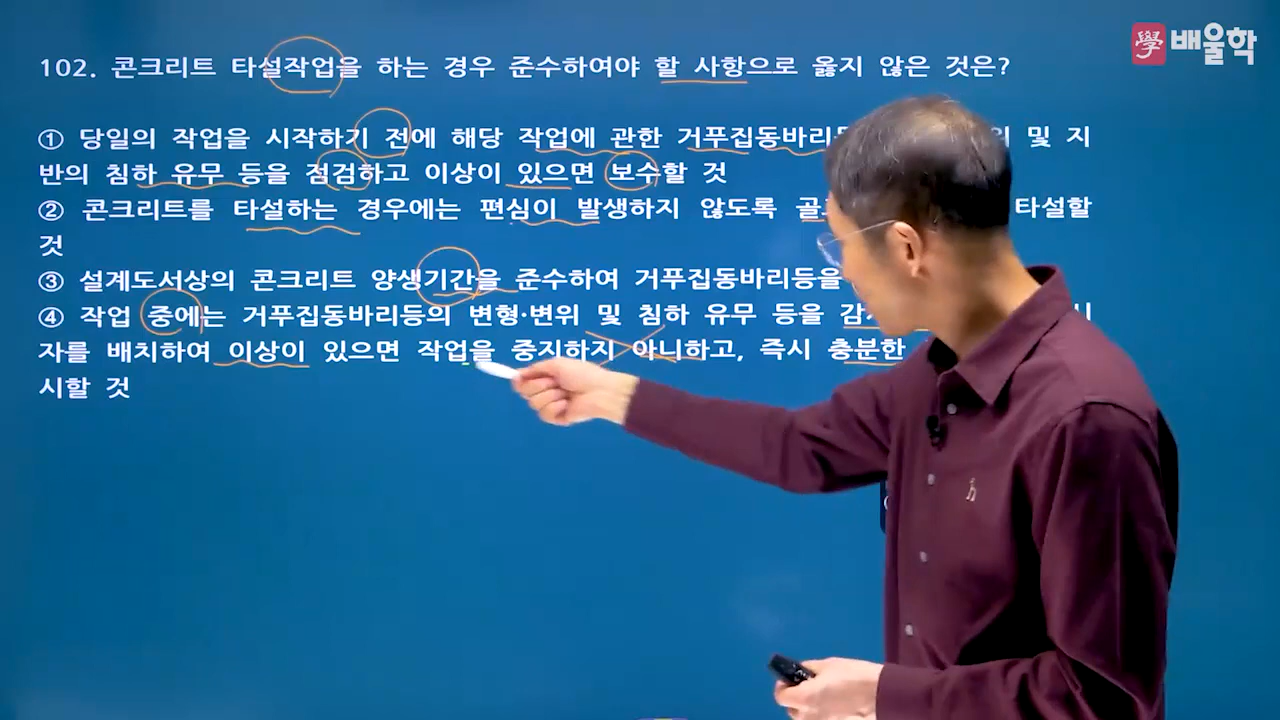 學 배울학
102. 콘크리트 타설작업을 하는 경우 준수하여야 할 사항으로 옳지 않은 것은?
① 당일의 작업을 시작하기 전에 해당 작업에 관한 거푸집동바리 및 지
반의 침하 유무 등을 점검하고 이상이 있으면 보수할 것
② 콘크리트를 타설하는 경우에는 편심이 발생하지 않도록 타설할
것
③ 설계도서상의 콘크리트 양생기간을 준수하여 거푸집동바리등을
④ 작업 중에는 거푸집동바리등의 변형·변위 및 침하 유무 등을
자를 배치하여 이상이 있으면 작업을 중지하지 아니하고, 즉시 충분한
시할 것